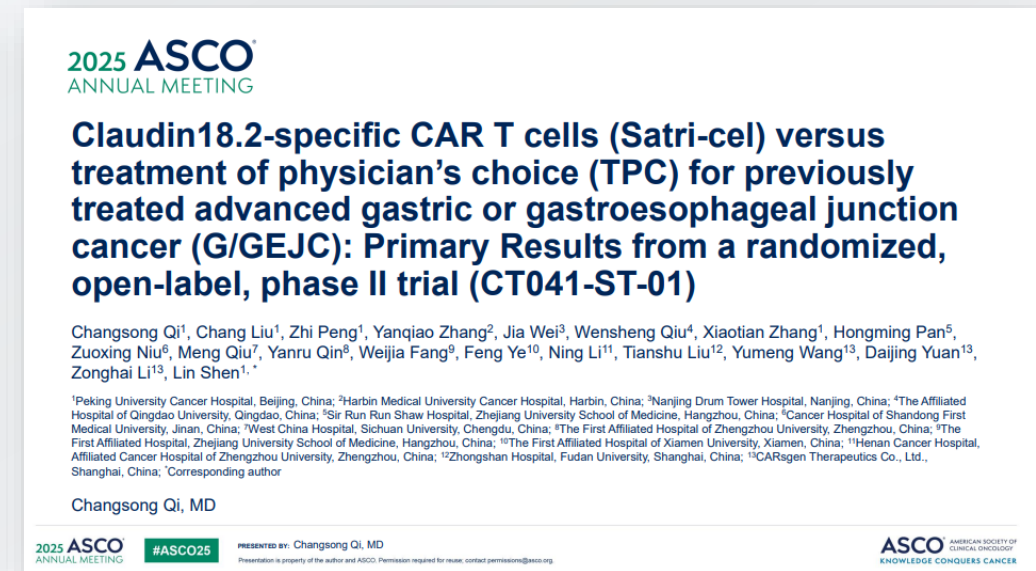 2025 ASCO®
ANNUAL MEETING
Claudin18.2-specific CAR T cells (Satri-cel) versus
treatment of physician's choice (TPC) for previously
treated advanced gastric or gastroesophageal junction
cancer (G/GEJC): Primary Results from a randomized,
open-label, phase II trial (CT041-ST-01)
Changsong Qi¹, Chang Liu¹, Zhi Peng¹, Yanqiao Zhang², Jia Wei³, Wensheng Qiu⁴, Xiaotian Zhang¹, Hongming Pan⁵,
Zuoxing Niu⁶, Meng Qiu⁷, Yanru Qin⁸, Weijia Fang⁹, Feng Ye¹⁰, Ning Li¹¹, Tianshu Liu¹², Yumeng Wang¹³, Daijing Yuan¹³,
Zonghai Li¹³, Lin Shen¹,*
¹Peking University Cancer Hospital, Beijing, China; ²Harbin Medical University Cancer Hospital, Harbin, China; ³Nanjing Drum Tower Hospital, Nanjing, China; ⁴The Affiliated
Hospital of Qingdao University, Qingdao, China; ⁵Sir Run Run Shaw Hospital, Zhejiang University School of Medicine, Hangzhou, China; ⁶Cancer Hospital of Shandong First
Medical University, Jinan, China; ⁷West China Hospital, Sichuan University, Chengdu, China; ⁸The First Affiliated Hospital of Zhengzhou University, Zhengzhou, China; ⁹The
First Affiliated Hospital, Zhejiang University School of Medicine, Hangzhou, China; ¹⁰The First Affiliated Hospital of Xiamen University, Xiamen, China; ¹¹Henan Cancer Hospital,
Affiliated Cancer Hospital of Zhengzhou University, Zhengzhou, China; ¹²Zhongshan Hospital, Fudan University, Shanghai, China; ¹³CARsgen Therapeutics Co., Ltd.,
Shanghai, China; *Corresponding author
Changsong Qi, MD
2025 ASCO®
ANNUAL MEETING
#ASCO25
PRESENTED BY: Changsong Qi, MD
Presentation is property of the author and ASCO. Permission required for reuse; contact permissions@asco.org.
ASCO® AMERICAN SOCIETY OF
CLINICAL ONCOLOGY
KNOWLEDGE CONQUERS CANCER